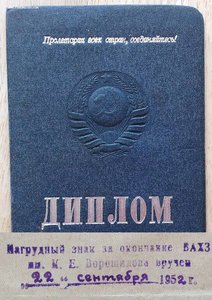 Пролетарии всех стран, соединяйтесь!
ДИПЛОМ
Нагрудный знак за окончание ВАХЗ
им. К. Е. Ворошилова вручен
"22" сентября 1952 г.